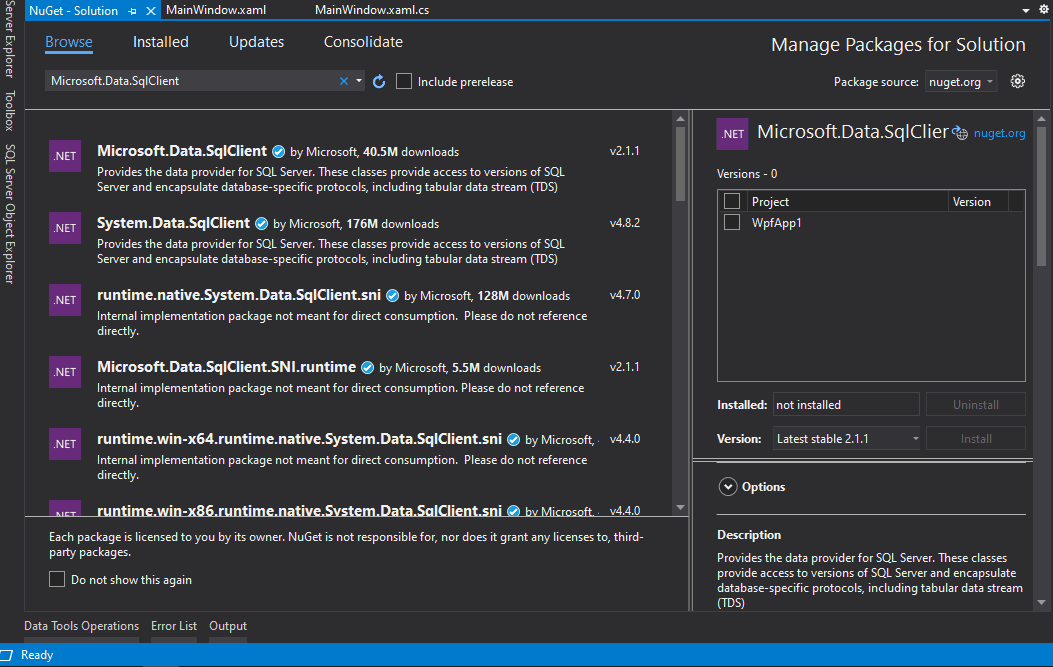 NuGet - Solution
MainWindow.xaml
MainWindow.xaml.cs
Server Explorer
Toolbox
SQL Server Object Explorer
Browse
Installed
Updates
Consolidate
Manage Packages for Solution
Microsoft.Data.SqlClient
Include prerelease
Package source: nuget.org
.NET
Microsoft.Data.SqlClient by Microsoft, 40.5M downloads
v2.1.1
Provides the data provider for SQL Server. These classes provide access to versions of SQL
Server and encapsulate database-specific protocols, including tabular data stream (TDS)
.NET
System.Data.SqlClient by Microsoft, 176M downloads
v4.8.2
Provides the data provider for SQL Server. These classes provide access to versions of SQL
Server and encapsulate database-specific protocols, including tabular data stream (TDS)
.NET
runtime.native.System.Data.SqlClient.sni by Microsoft, 128M downloads
v4.7.0
Internal implementation package not meant for direct consumption. Please do not reference
directly.
.NET
Microsoft.Data.SqlClient.SNI.runtime by Microsoft, 5.5M downloads
v2.1.1
Internal implementation package not meant for direct consumption. Please do not reference
directly.
.NET
runtime.win-x64.runtime.native.System.Data.SqlClient.sni by Microsoft,
v4.4.0
Internal implementation package not meant for direct consumption. Please do not reference
directly.
.NET
runtime.win-x86.runtime.native.System.Data.SqlClient.sni by Microsoft,
v4.4.0
Each package is licensed to you by its owner. NuGet is not responsible for, nor does it grant any licenses to, third-
party packages.
Do not show this again
.NET
Microsoft.Data.SqlClier
nuget.org
Versions - 0
Project
Version
WpfApp1
Installed: not installed
Uninstall
Version: Latest stable 2.1.1
Install
Options
Description
Provides the data provider for SQL Server. These classes
provide access to versions of SQL Server and encapsulate
database-specific protocols, including tabular data stream
(TDS)
Data Tools Operations
Error List
Output
Ready